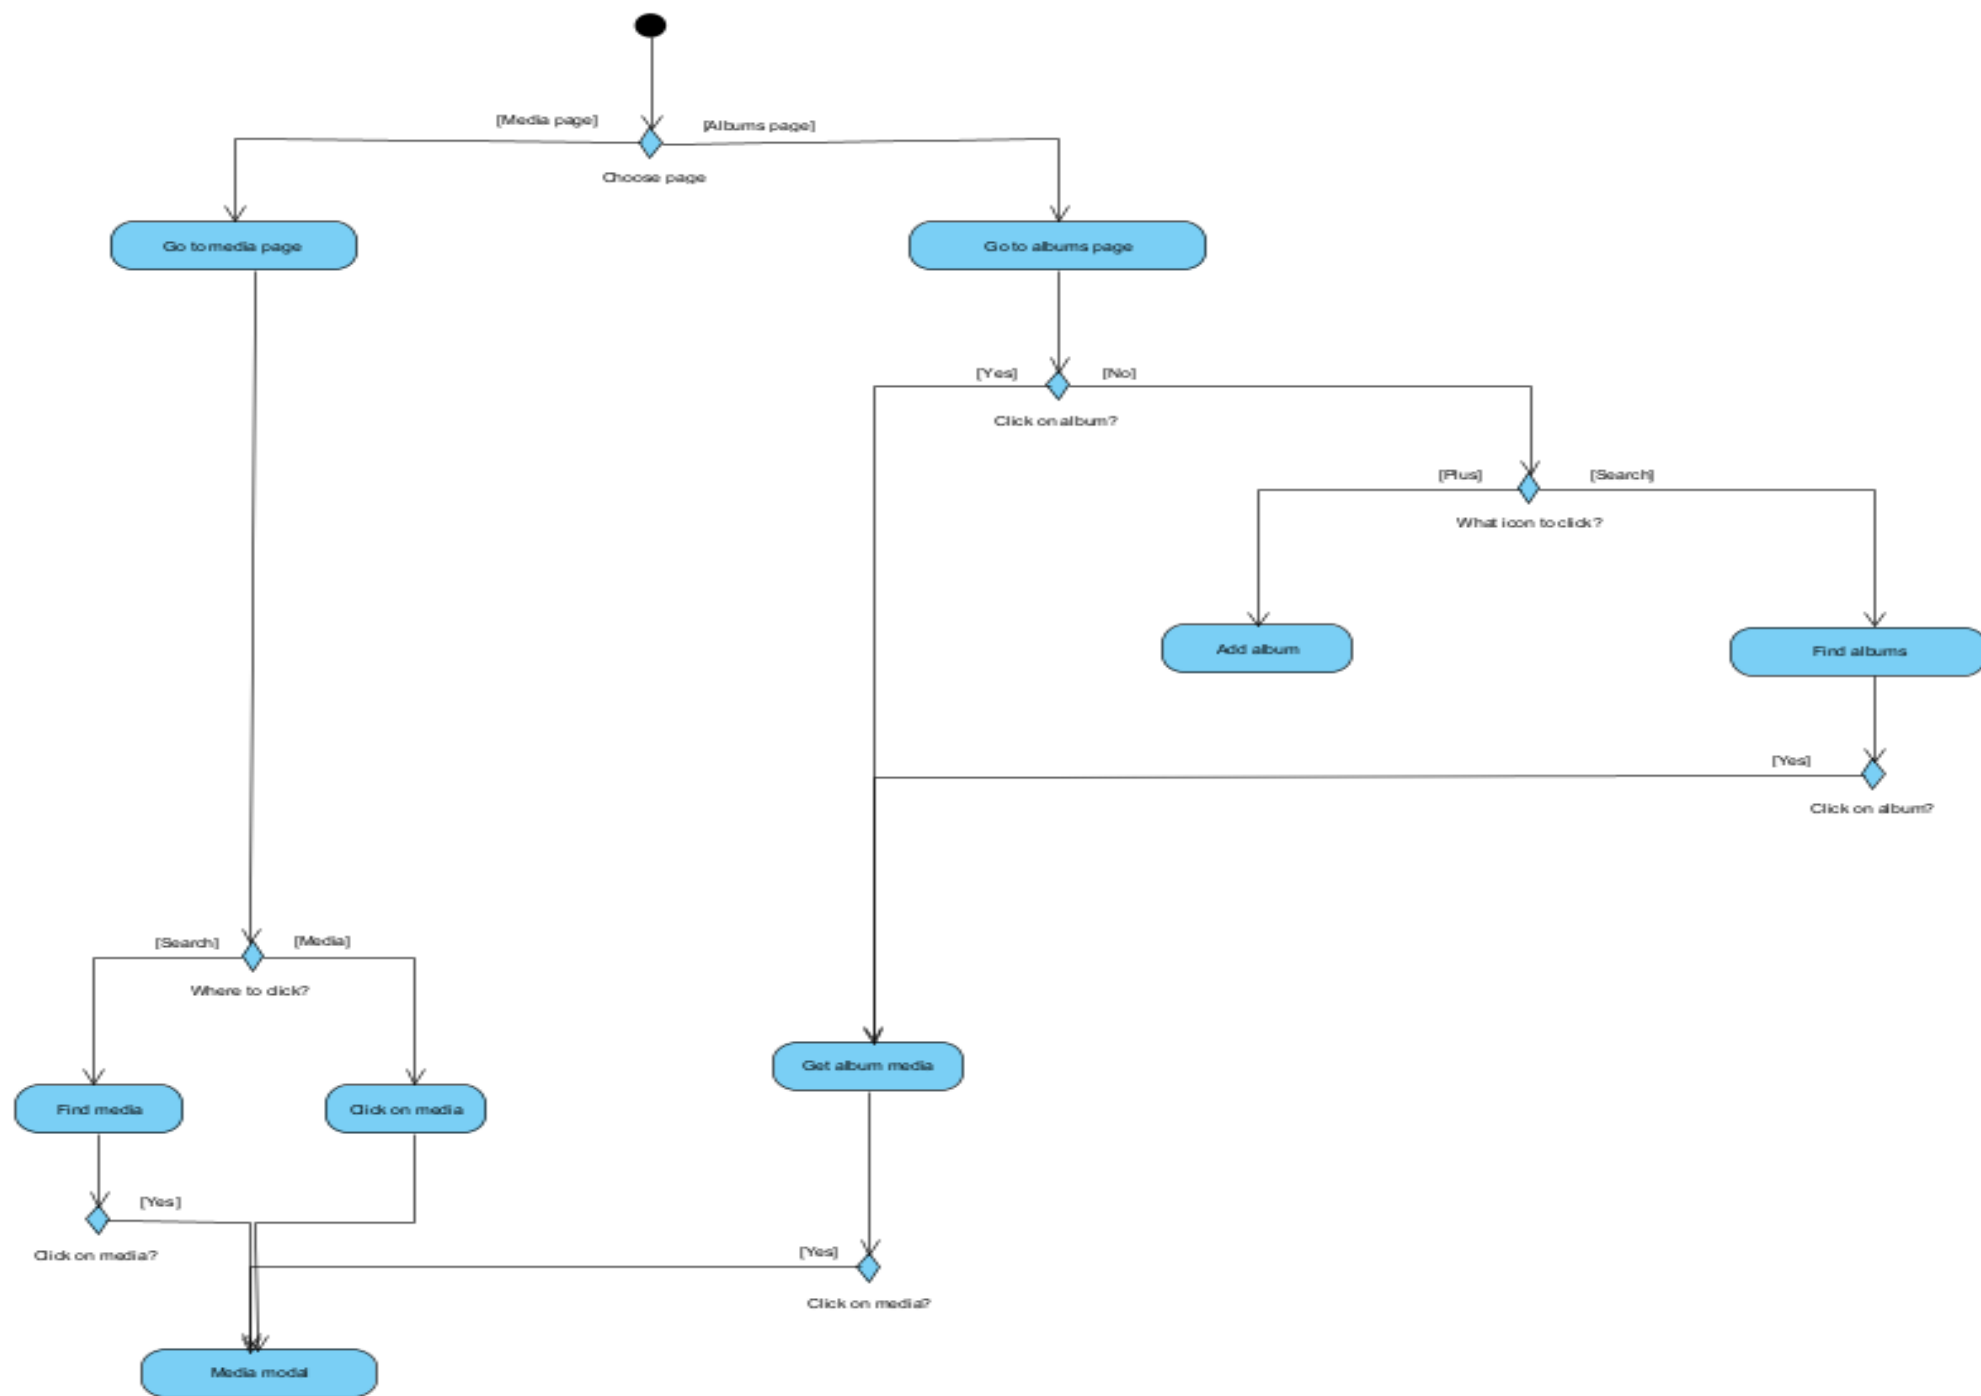 [Media page]
[Albums page]
Choose page
Go to media page
Go to albums page
[Yes]
[No]
Click on album?
[Plus]
[Search]
What icon to click?
Add album
Find albums
[Yes]
Click on album?
[Search]
[Media]
Where to click?
Get album media
Find media
Click on media
[Yes]
Click on media?
[Yes]
Click on media?
Media modal